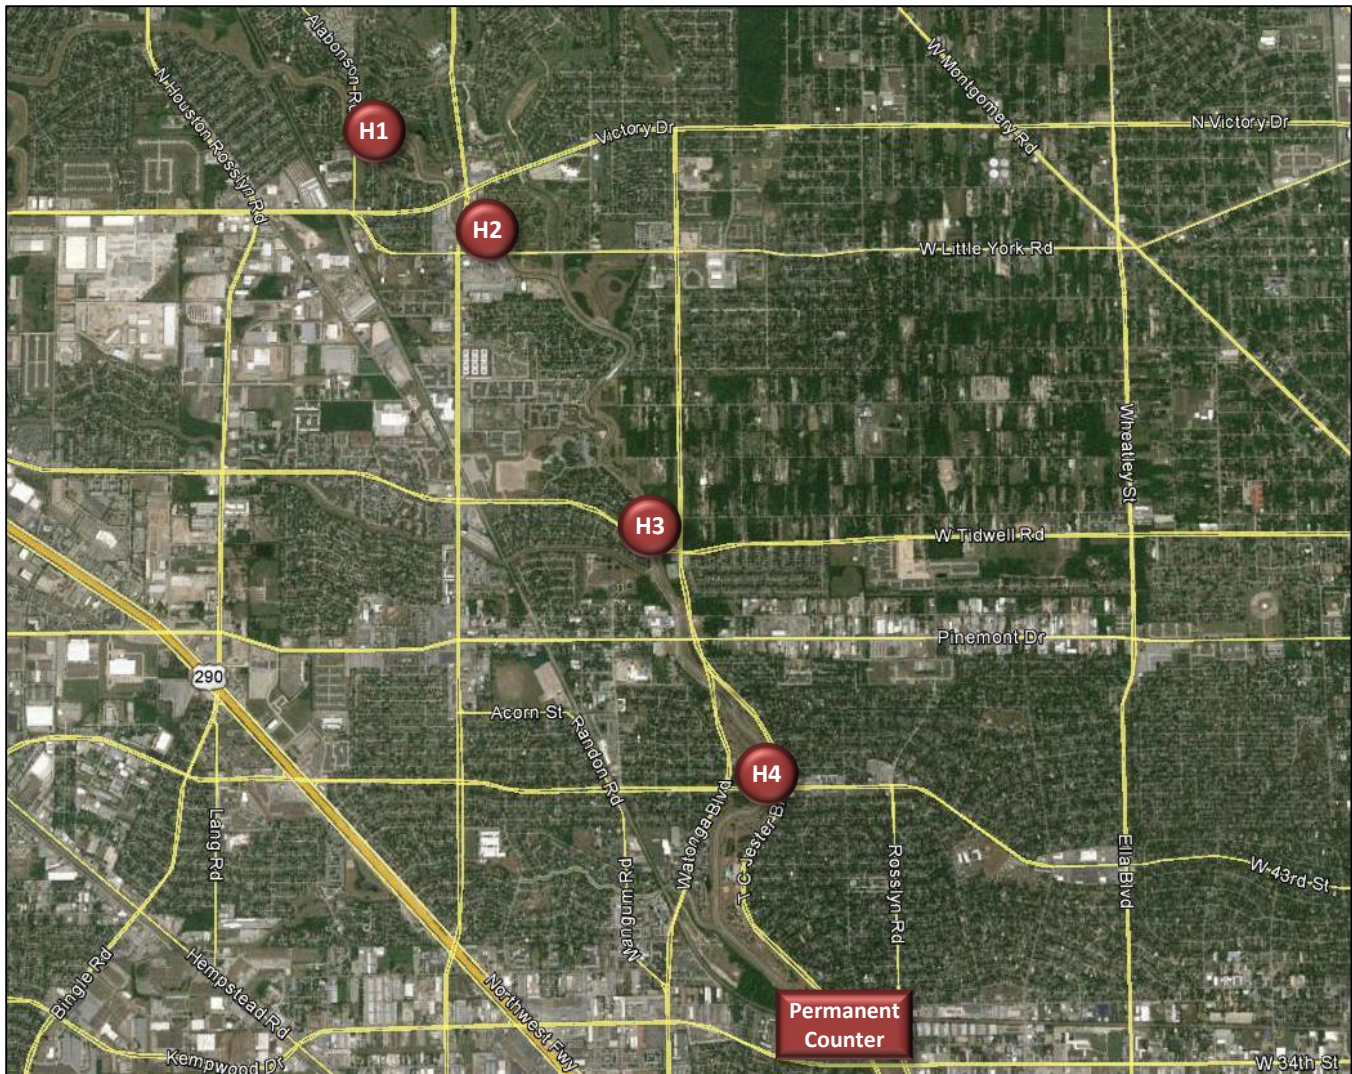 Alabonson Rd
W Montgomery Rd
N Houston Rosslyn Rd
H1
Victory Dr
N Victory Dr
H2
W Little York Rd
Wheatley St
H3
W Tidwell Rd
Pinemont Dr
290
Acorn St
Randon Rd
H4
Watonga Blvd
T C Jester Bl
Lang Rd
Mangum Rd
Rosslyn Rd
Ella Blvd
W 43rd St
Bingle Rd
Hempstead Rd
Northwest Fwy
Permanent
Counter
Kempwood Dr
W 34th St